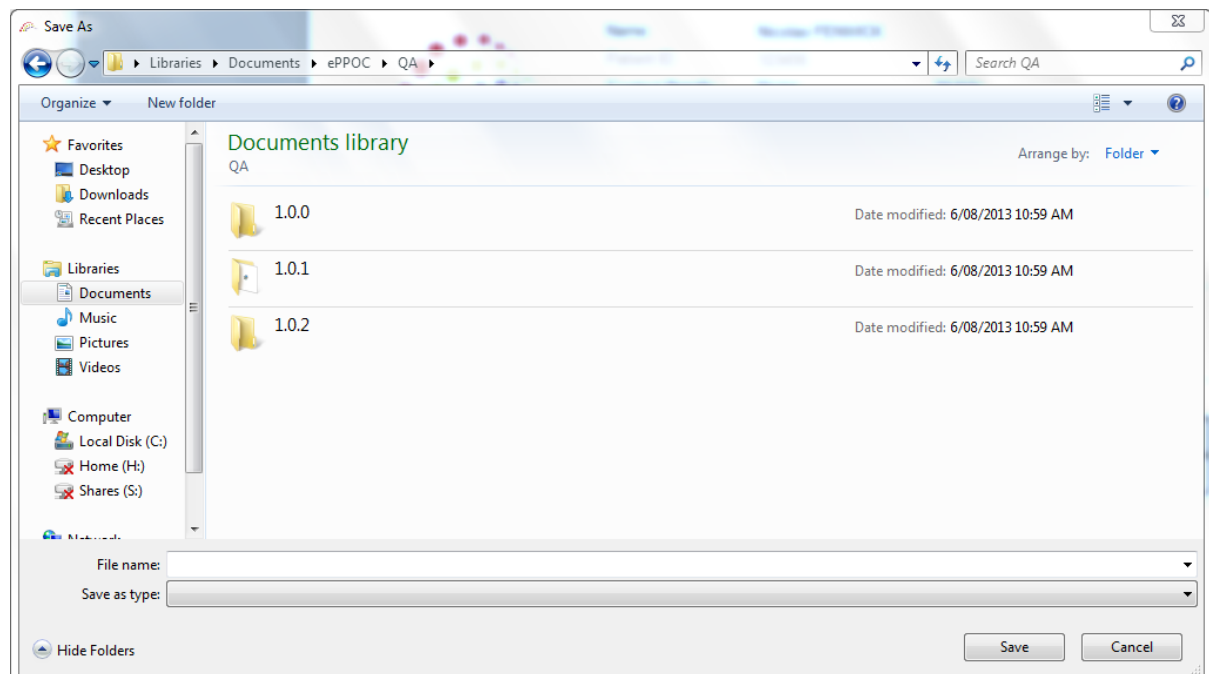 Save As
Libraries Documents ePPOC QA
Search QA
Organize New folder
Favorites
Desktop
Downloads
Recent Places
Libraries
Documents
Music
Pictures
Videos
Computer
Local Disk (C:)
Home (H:)
Shares (S:)
Network
Documents library
QA
Arrange by: Folder
1.0.0
Date modified: 6/08/2013 10:59 AM
1.0.1
Date modified: 6/08/2013 10:59 AM
1.0.2
Date modified: 6/08/2013 10:59 AM
File name:
Save as type:
Hide Folders
Save
Cancel